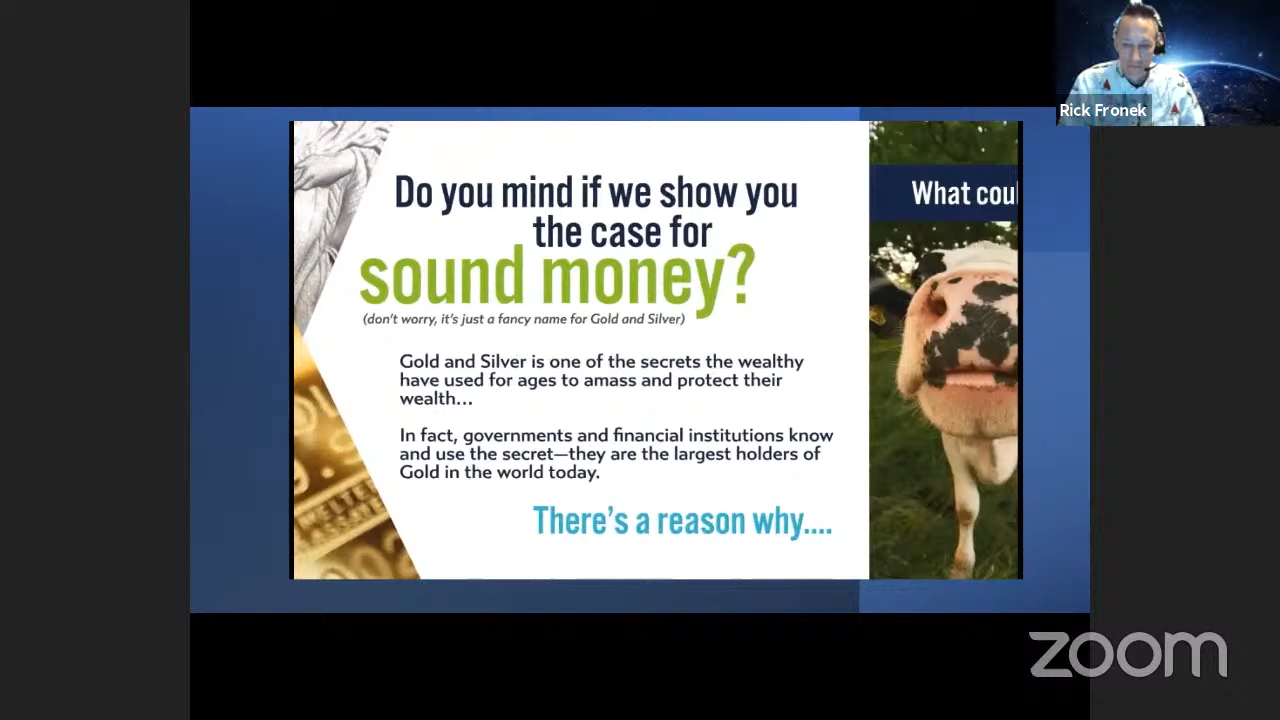 Rick Fronek
Do you mind if we show you
the case for
sound money?
(don't worry, it's just a fancy name for Gold and Silver)
Gold and Silver is one of the secrets the wealthy
have used for ages to amass and protect their
wealth...
In fact, governments and financial institutions know
and use the secret—they are the largest holders of
Gold in the world today.
There's a reason why....
What coul
zoom